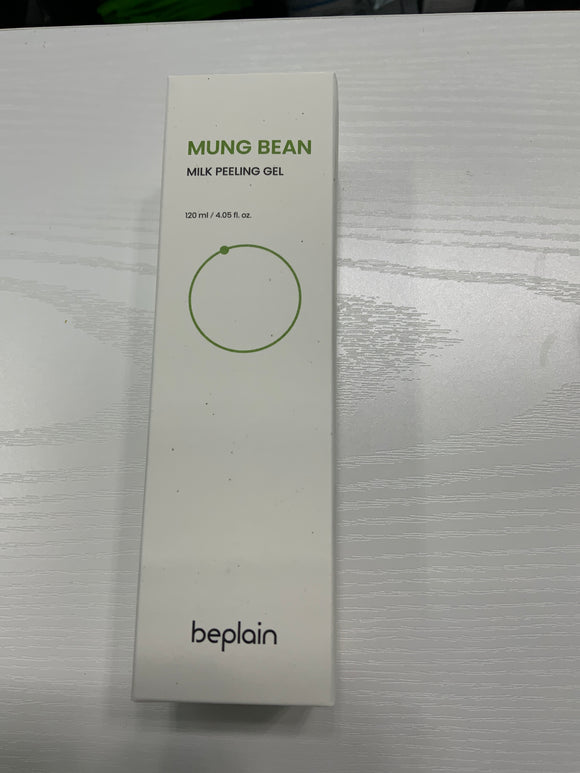 MUNG BEAN
MILK PEELING GEL
120 ml / 4.05 fl. oz.
beplain